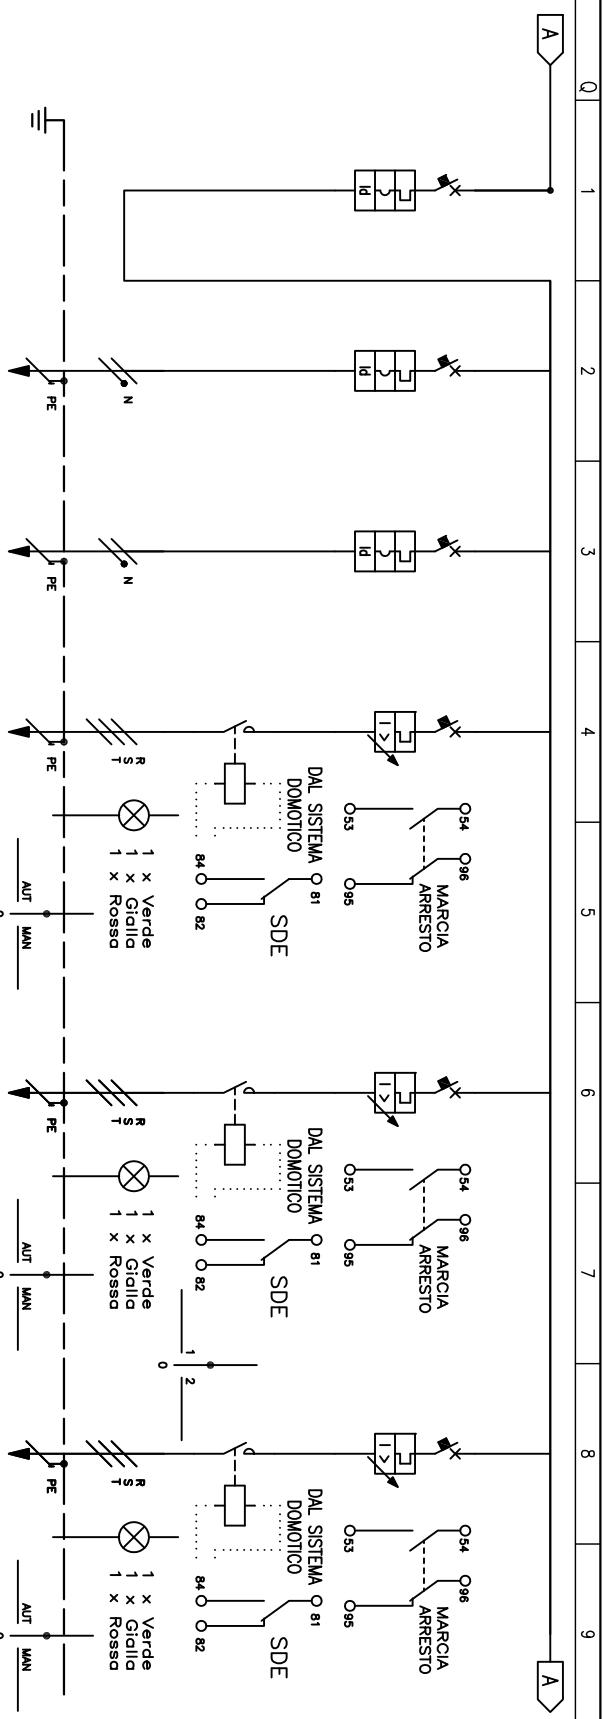 Q 1 2 3 4 5 6 7 8 9
A
A
Id
Id
N
PE
Id
N
PE
I >
DAL SISTEMA
DOMOTICO
R
S
T
PE
54
53
96
95
MARCIA
ARRESTO
81
84
82
SDE
1 x Verde
1 x Gialla
1 x Rossa
AUT
MAN
0
I >
DAL SISTEMA
DOMOTICO
R
S
T
PE
54
53
96
95
MARCIA
ARRESTO
81
84
82
SDE
1 x Verde
1 x Gialla
1 x Rossa
AUT
MAN
0
1
0
2
I >
DAL SISTEMA
DOMOTICO
R
S
T
PE
54
53
96
95
MARCIA
ARRESTO
81
84
82
SDE
1 x Verde
1 x Gialla
1 x Rossa
AUT
MAN
0